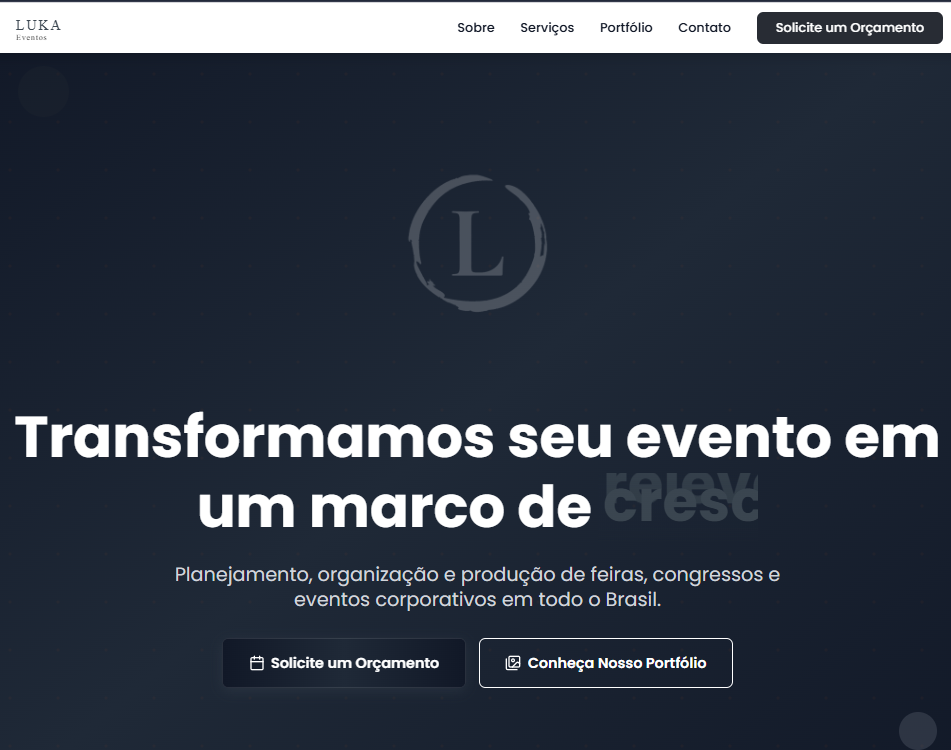 LUKA
Eventos
Sobre Serviços Portfólio Contato Solicite um Orçamento
L
Transformamos seu evento em
um marco de
Planejamento, organização e produção de feiras, congressos e
eventos corporativos em todo o Brasil.
Solicite um Orçamento Conheça Nosso Portfólio